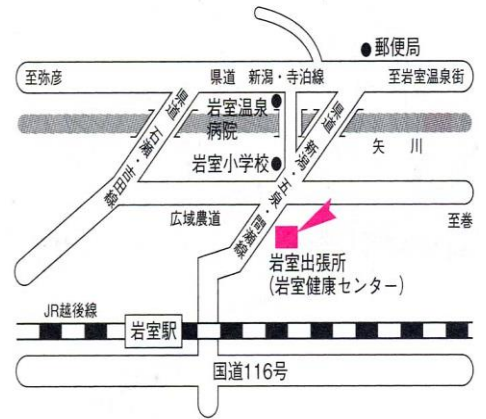 郵便局
至弥彦
県道 新潟・寺泊線
至岩室温泉街
岩室温泉
病院
県道 石瀬・吉田線
県道 新潟・五泉・間瀬線
矢川
岩室小学校
広域農道
至巻
岩室出張所
(岩室健康センター)
JR越後線
岩室駅
国道116号